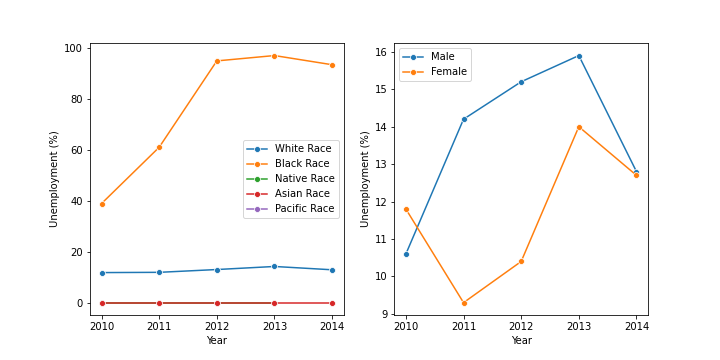 100
80
60
40
20
0
Unemployment (%)
2010 2011 2012 2013 2014
Year
White Race
Black Race
Native Race
Asian Race
Pacific Race
16
15
14
13
12
11
10
9
Unemployment (%)
2010 2011 2012 2013 2014
Year
Male
Female